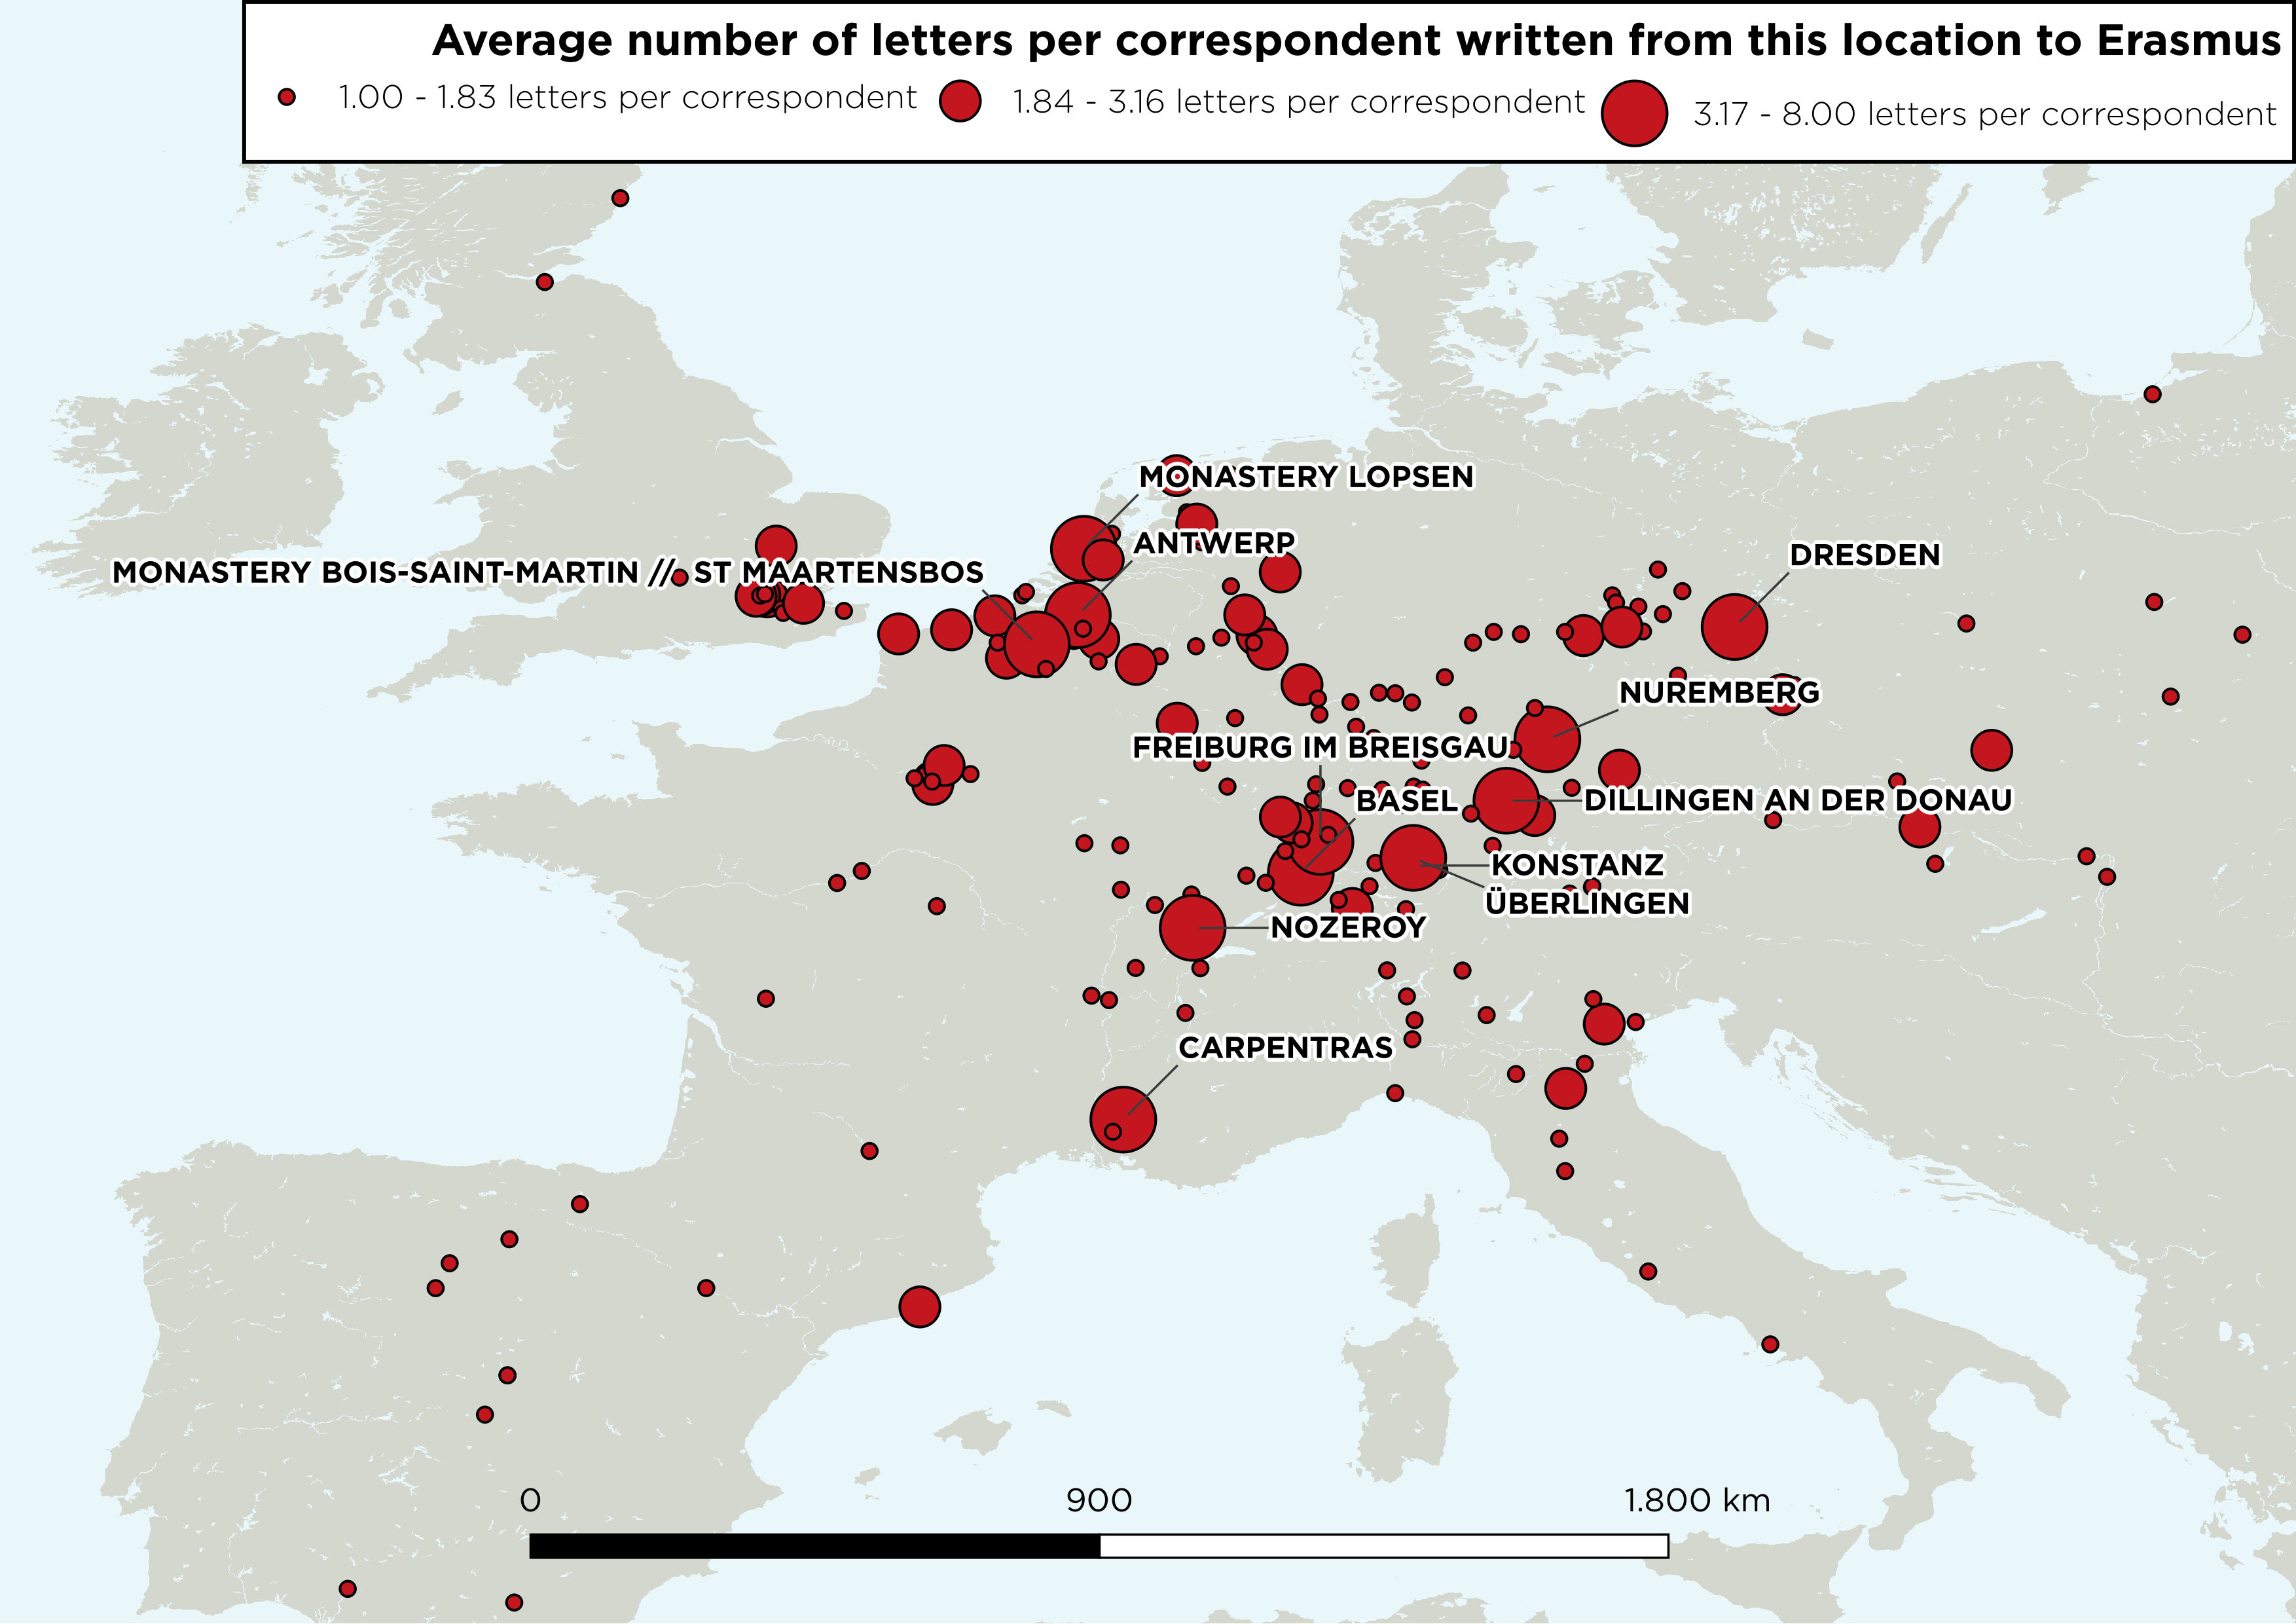 Average number of letters per correspondent written from this location to Erasmus
1.00 - 1.83 letters per correspondent
1.84 - 3.16 letters per correspondent
3.17 - 8.00 letters per correspondent
MONASTERY LOPSEN
ANTWERP
DRESDEN
MONASTERY BOIS-SAINT-MARTIN // ST MAARTENSBOS
NUREMBERG
FREIBURG IM BREISGAU
BASEL
DILLINGEN AN DER DONAU
KONSTANZ
ÜBERLINGEN
NOZEROY
CARPENTRAS
0 900 1.800 km